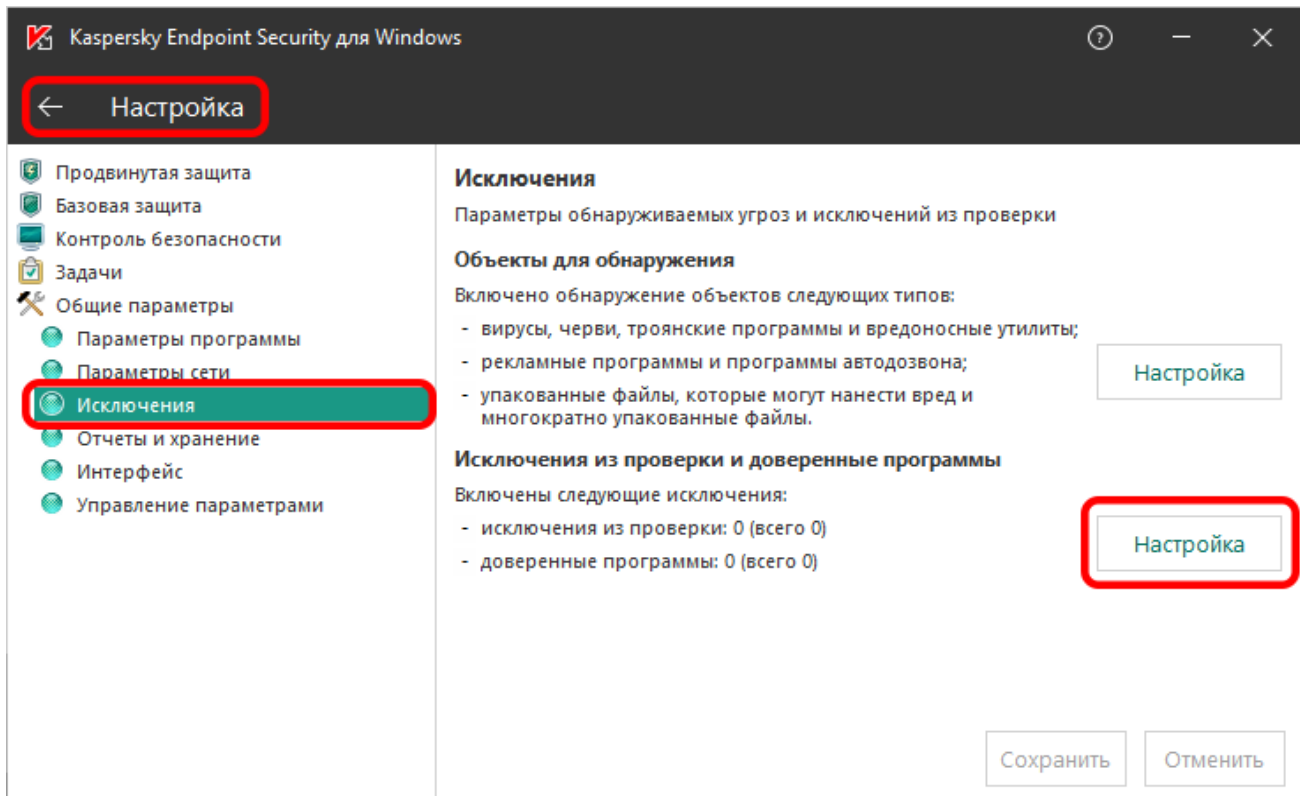 Kaspersky Endpoint Security для Windows
Настройка
Продвинутая защита
Базовая защита
Контроль безопасности
Задачи
Общие параметры
Параметры программы
Параметры сети
Исключения
Отчеты и хранение
Интерфейс
Управление параметрами
Исключения
Параметры обнаруживаемых угроз и исключений из проверки
Объекты для обнаружения
Включено обнаружение объектов следующих типов:
- вирусы, черви, троянские программы и вредоносные утилиты;
- рекламные программы и программы автодозвона;
- упакованные файлы, которые могут нанести вред и
многократно упакованные файлы.
Настройка
Исключения из проверки и доверенные программы
Включены следующие исключения:
- исключения из проверки: 0 (всего 0)
- доверенные программы: 0 (всего 0)
Настройка
Сохранить
Отменить